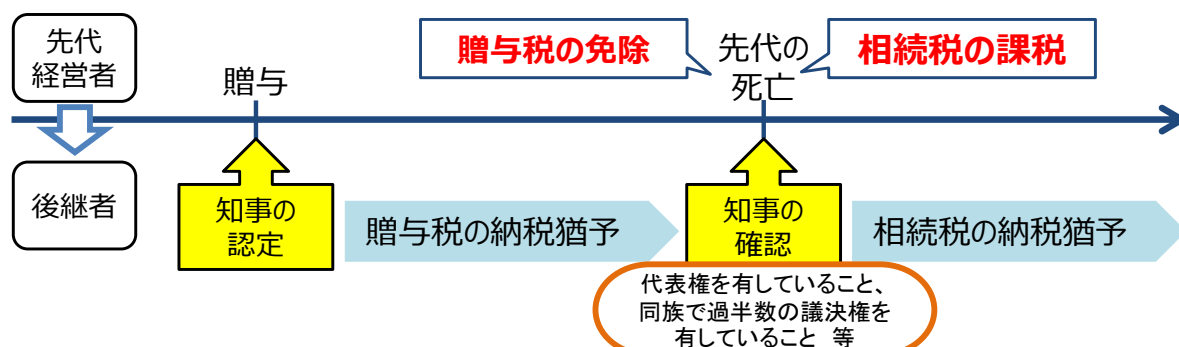 先代
経営者
後継者
贈与
贈与税の免除
先代の
死亡
相続税の課税
知事の
認定
贈与税の納税猶予
知事の
確認
相続税の納税猶予
代表権を有していること、
同族で過半数の議決権を
有していること 等